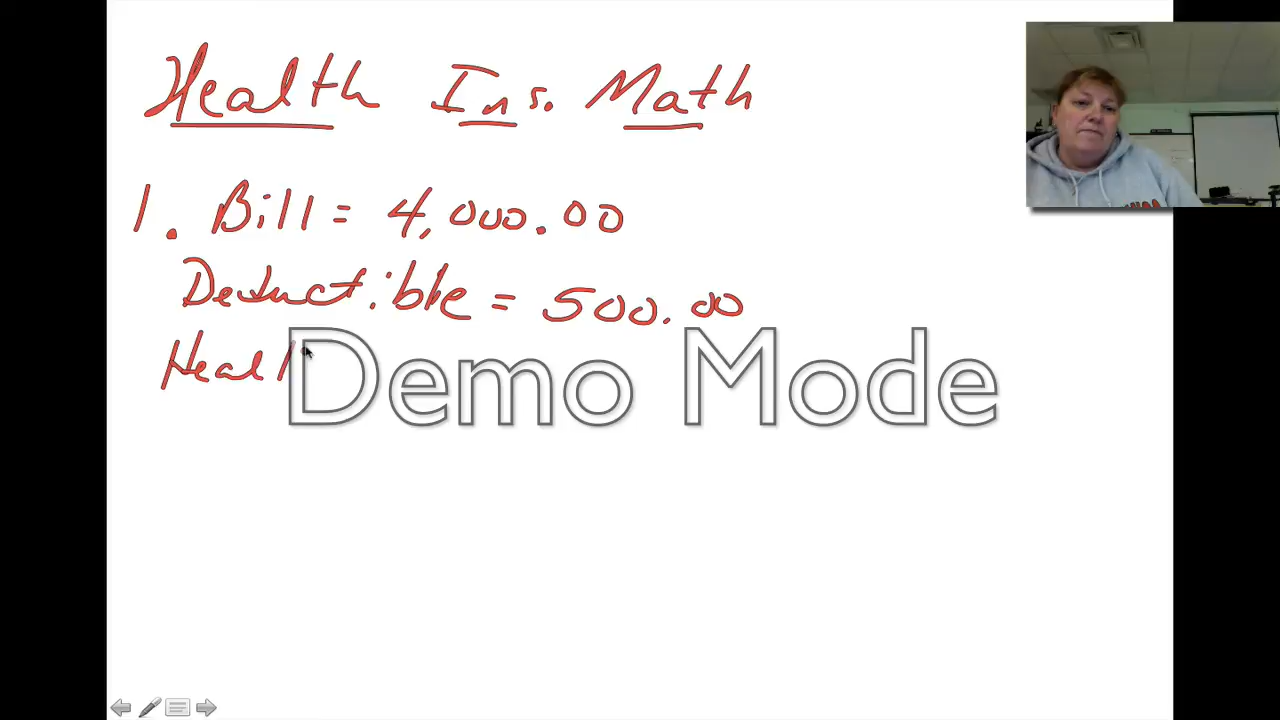 Health Ins. Math
1. Bill = 4,000.00
Deductible = 500.00
Heal
Demo Mode